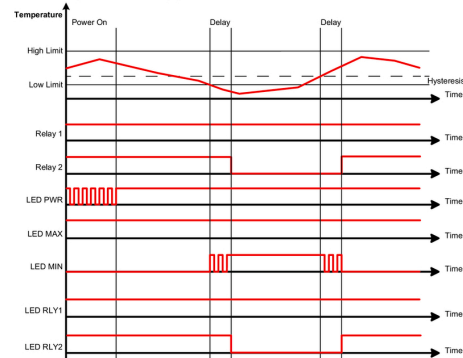 Temperature
Power On
Delay
Delay
High Limit
Low Limit
Hysteresis
Time
Relay 1
Time
Relay 2
Time
LED PWR
Time
LED MAX
Time
LED MIN
Time
LED RLY1
Time
LED RLY2
Time